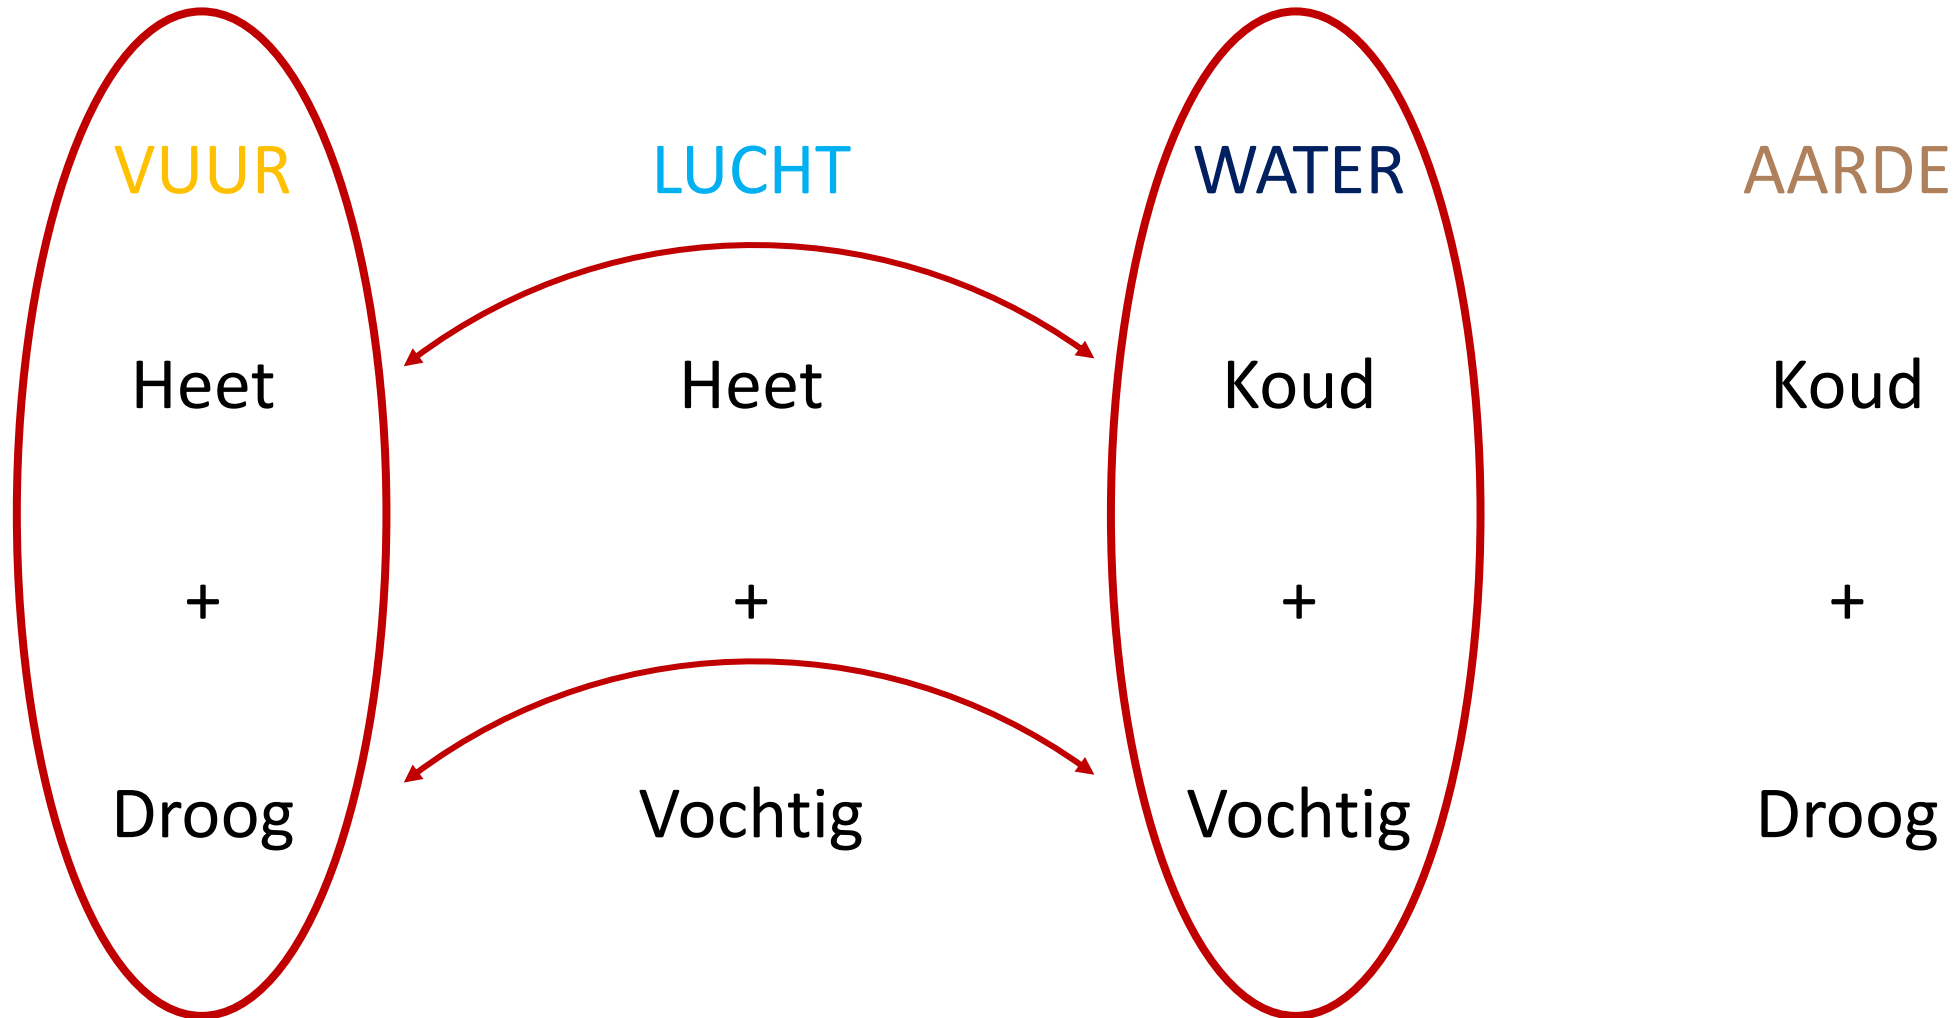 VUUR LUCHT WATER AARDE
Heet Heet Koud Koud
+ + + +
Droog Vochtig Vochtig Droog